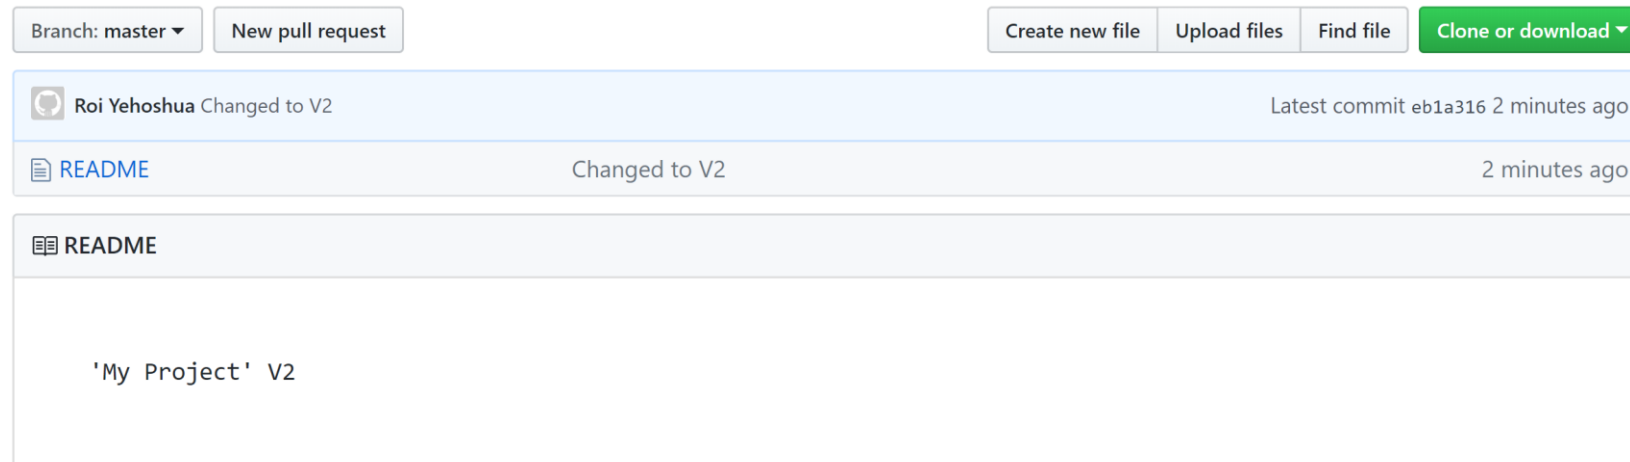 Branch: master New pull request Create new file Upload files Find file Clone or download
Roi Yehoshua Changed to V2 Latest commit eb1a316 2 minutes ago
README Changed to V2 2 minutes ago
README
'My Project' V2